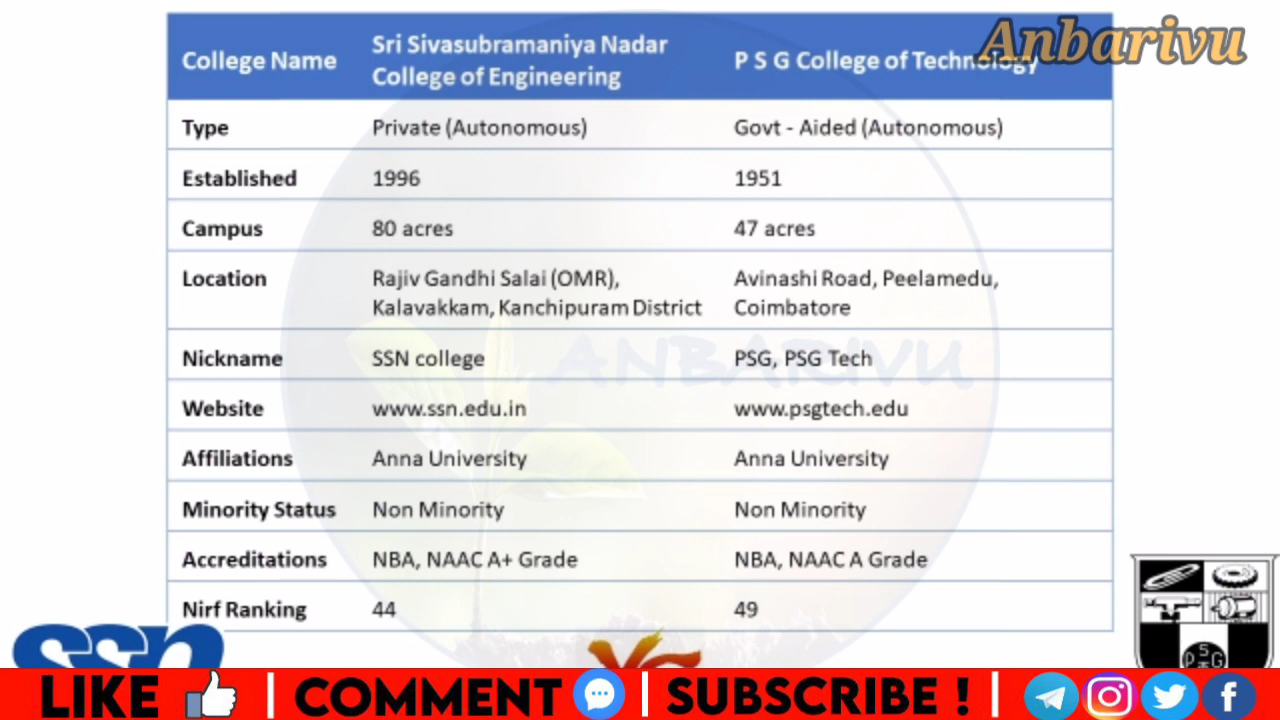 Anbarivu
College Name
Sri Sivasubramaniya Nadar
College of Engineering
P S G College of Technology
Type
Private (Autonomous)
Govt - Aided (Autonomous)
Established
1996
1951
Campus
80 acres
47 acres
Location
Rajiv Gandhi Salai (OMR),
Kalavakkam, Kanchipuram District
Avinashi Road, Peelamedu,
Coimbatore
Nickname
SSN college
PSG, PSG Tech
ANBARIVU
Website
www.ssn.edu.in
www.psgtech.edu
Affiliations
Anna University
Anna University
Minority Status
Non Minority
Non Minority
Accreditations
NBA, NAAC A+ Grade
NBA, NAAC A Grade
Nirf Ranking
44
49
ssn
VS
PSG
LIKE | COMMENT | SUBSCRIBE ! |